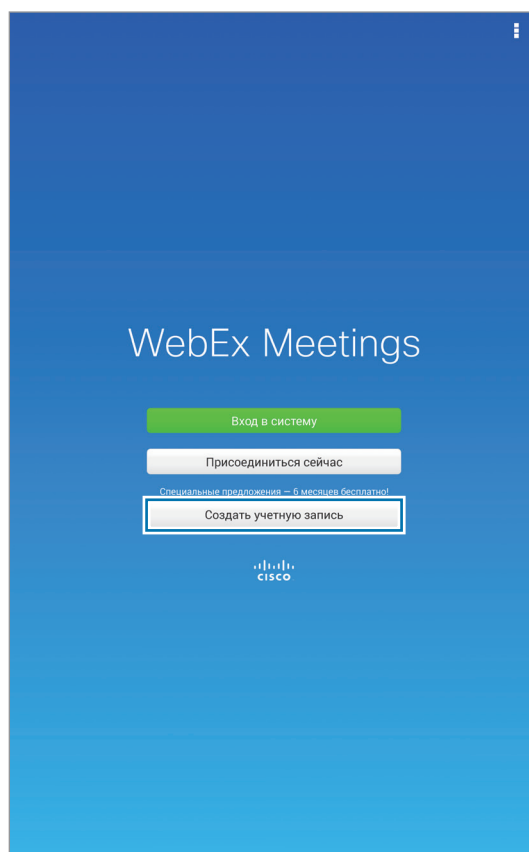 WebEx Meetings
Вход в систему
Присоединиться сейчас
Специальные предложения — 6 месяцев бесплатно!
Создать учетную запись
CISCO